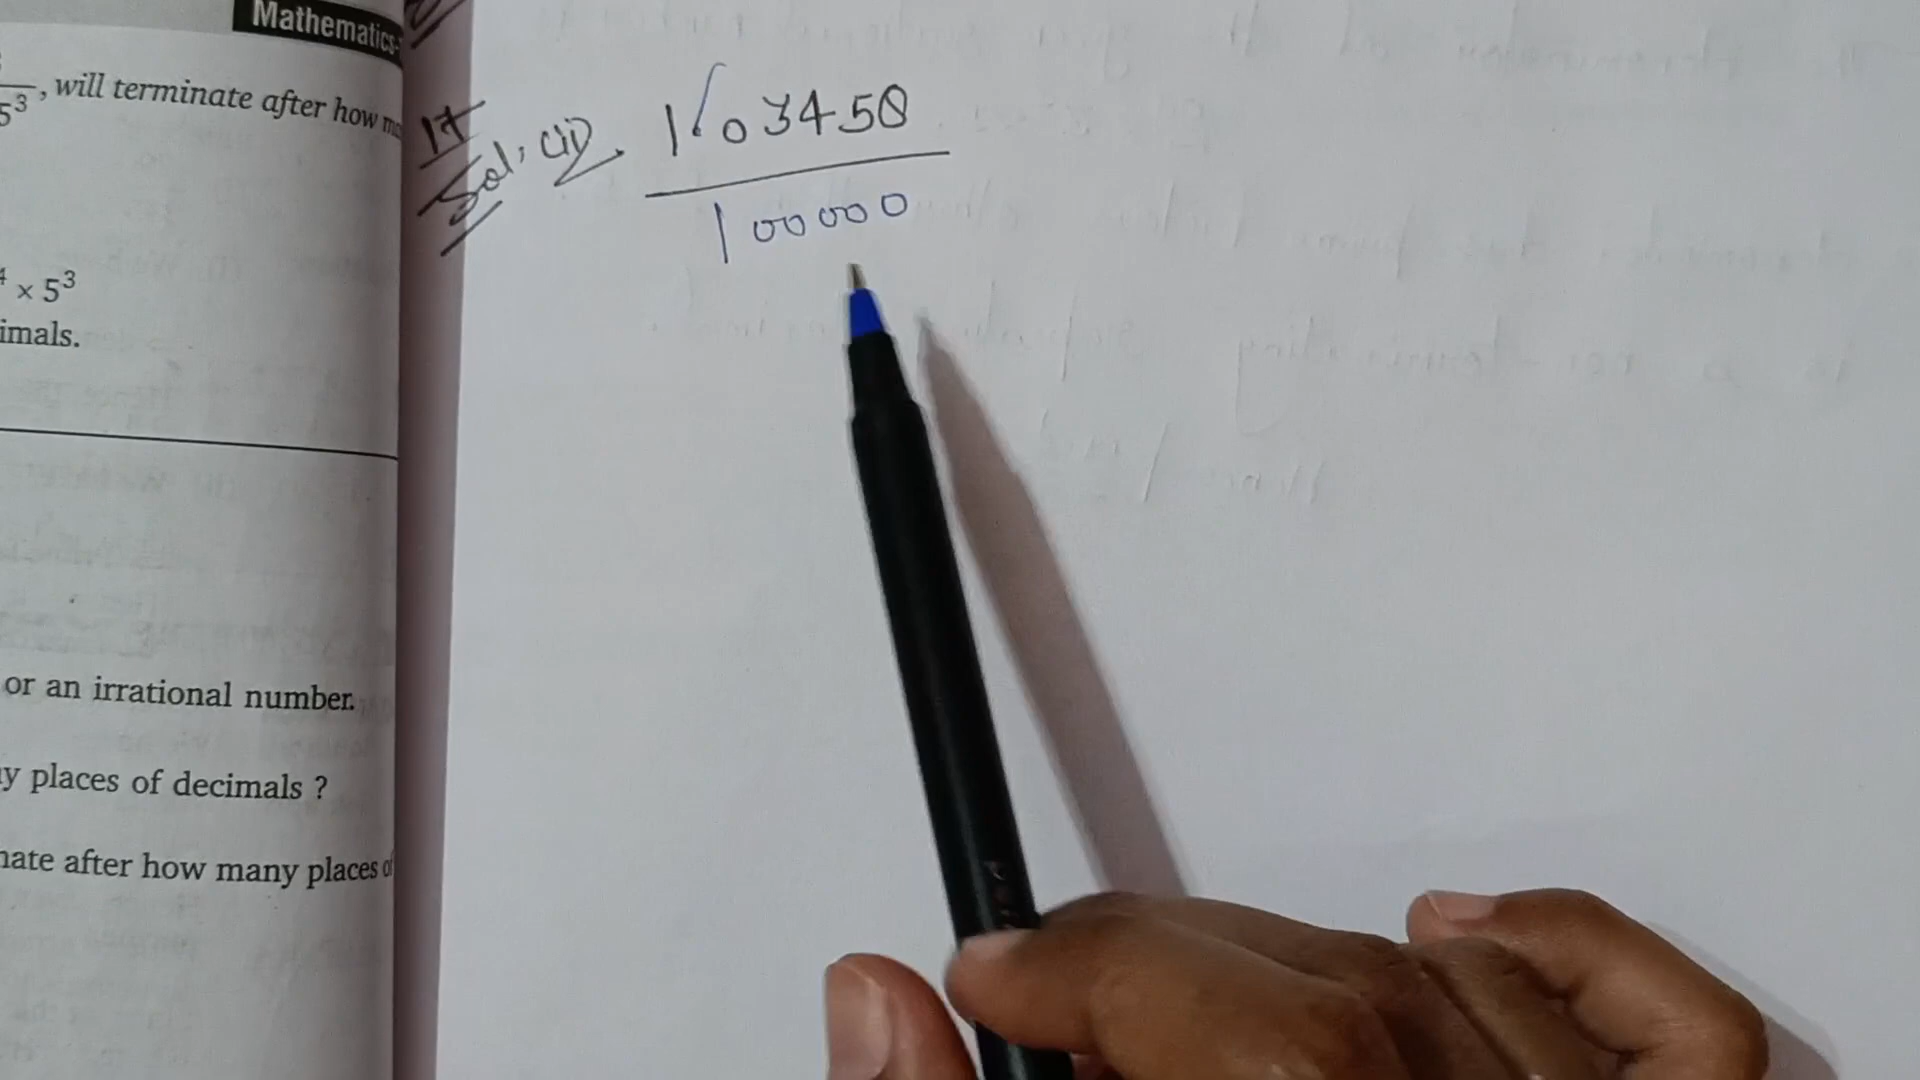 Mathematics-
5³, will terminate after how
× 5³
imals.
or an irrational number.
y places of decimals ?
nate after how many places of
17
Sol, (ii) 1 03458
100000